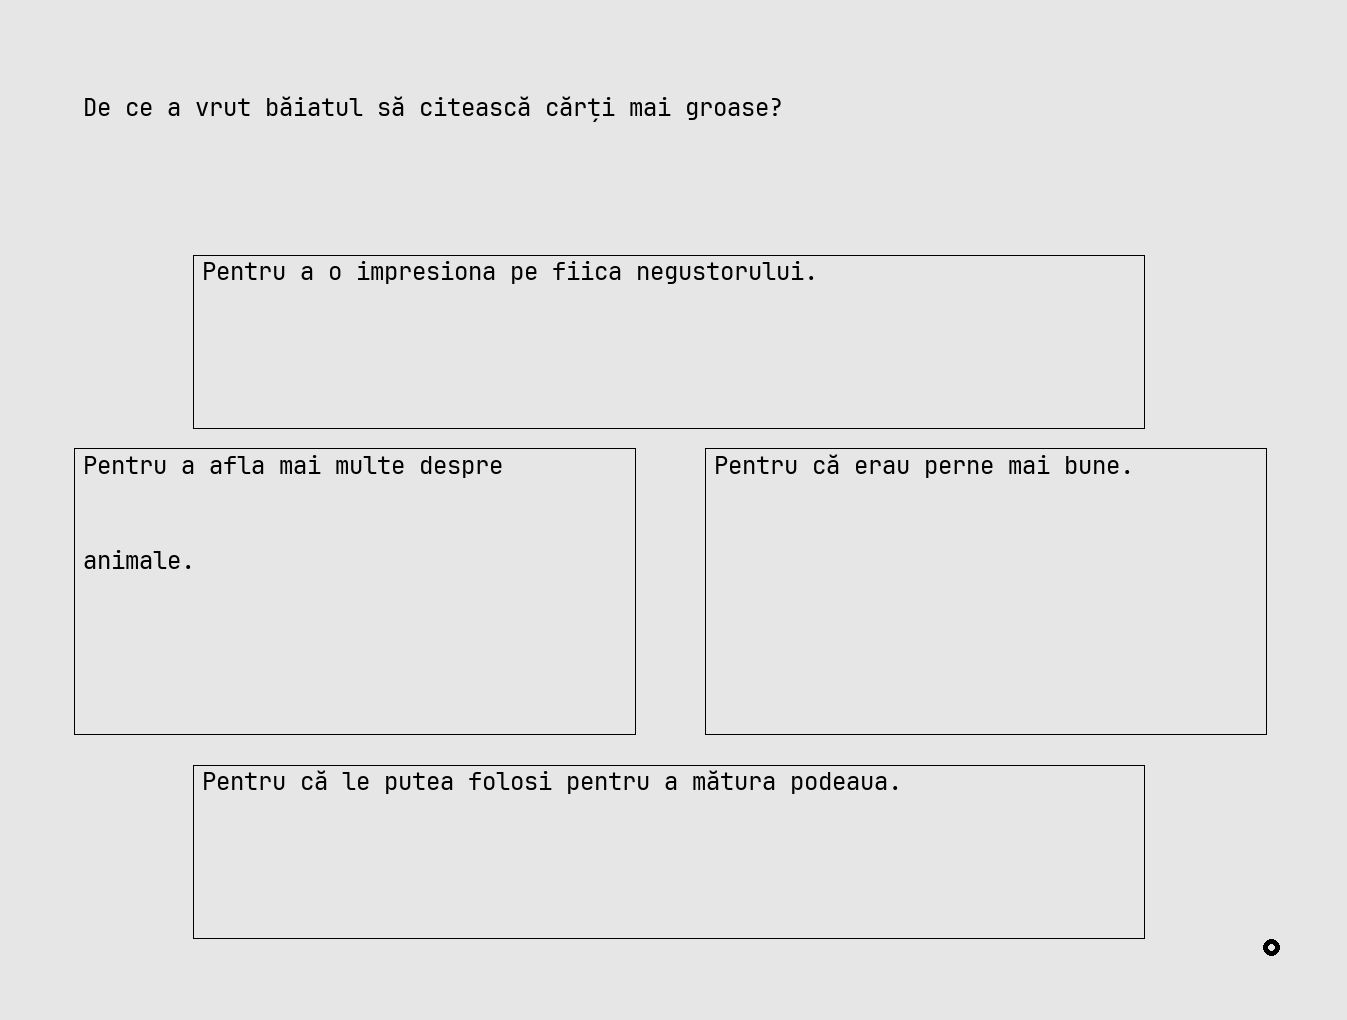 De ce a vrut băiatul să citească cărți mai groase?
Pentru a o impresiona pe fiica negustorului.
Pentru a afla mai multe despre
animale.
Pentru că erau perne mai bune.
Pentru că le putea folosi pentru a mătura podeaua.